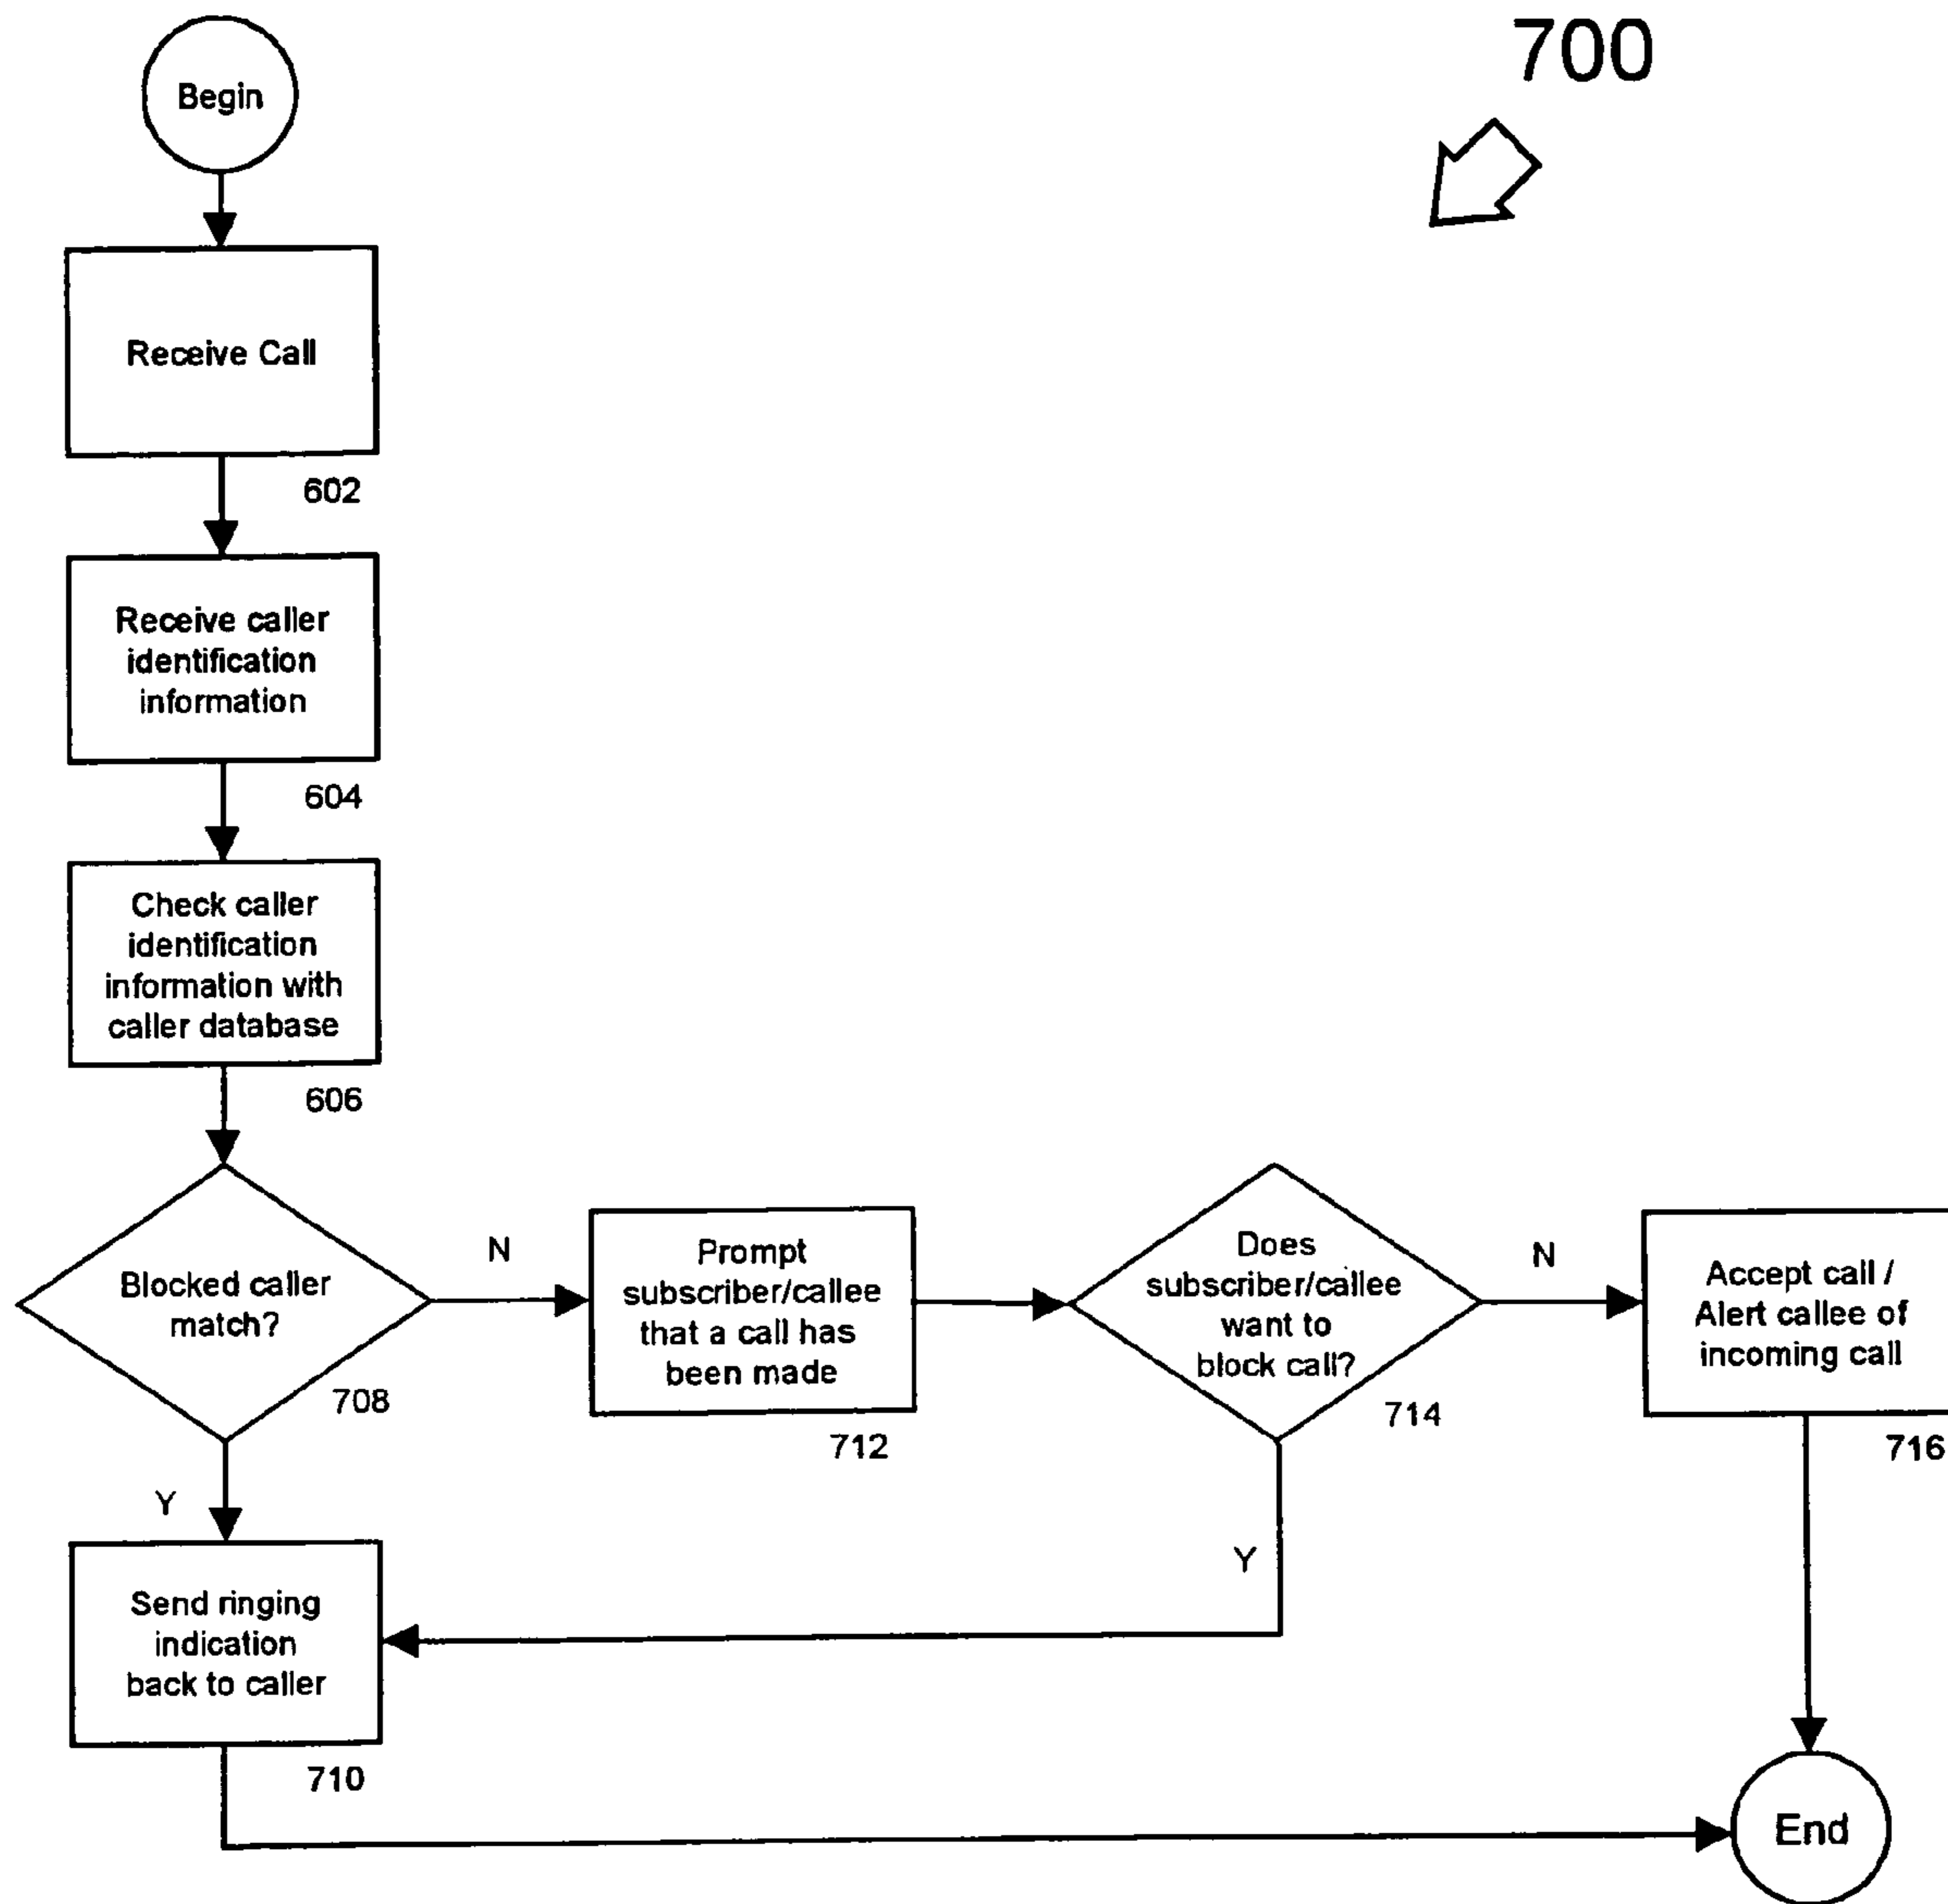 700
Begin
Receive Call
602
Receive caller
identification
information
604
Check caller
identification
information with
caller database
606
Blocked caller
match?
708
N
Prompt
subscriber/callee
that a call has
been made
712
Does
subscriber/callee
want to
block call?
714
N
Accept call /
Alert callee of
incoming call
716
Y
Y
Send ringing
indication
back to caller
710
End